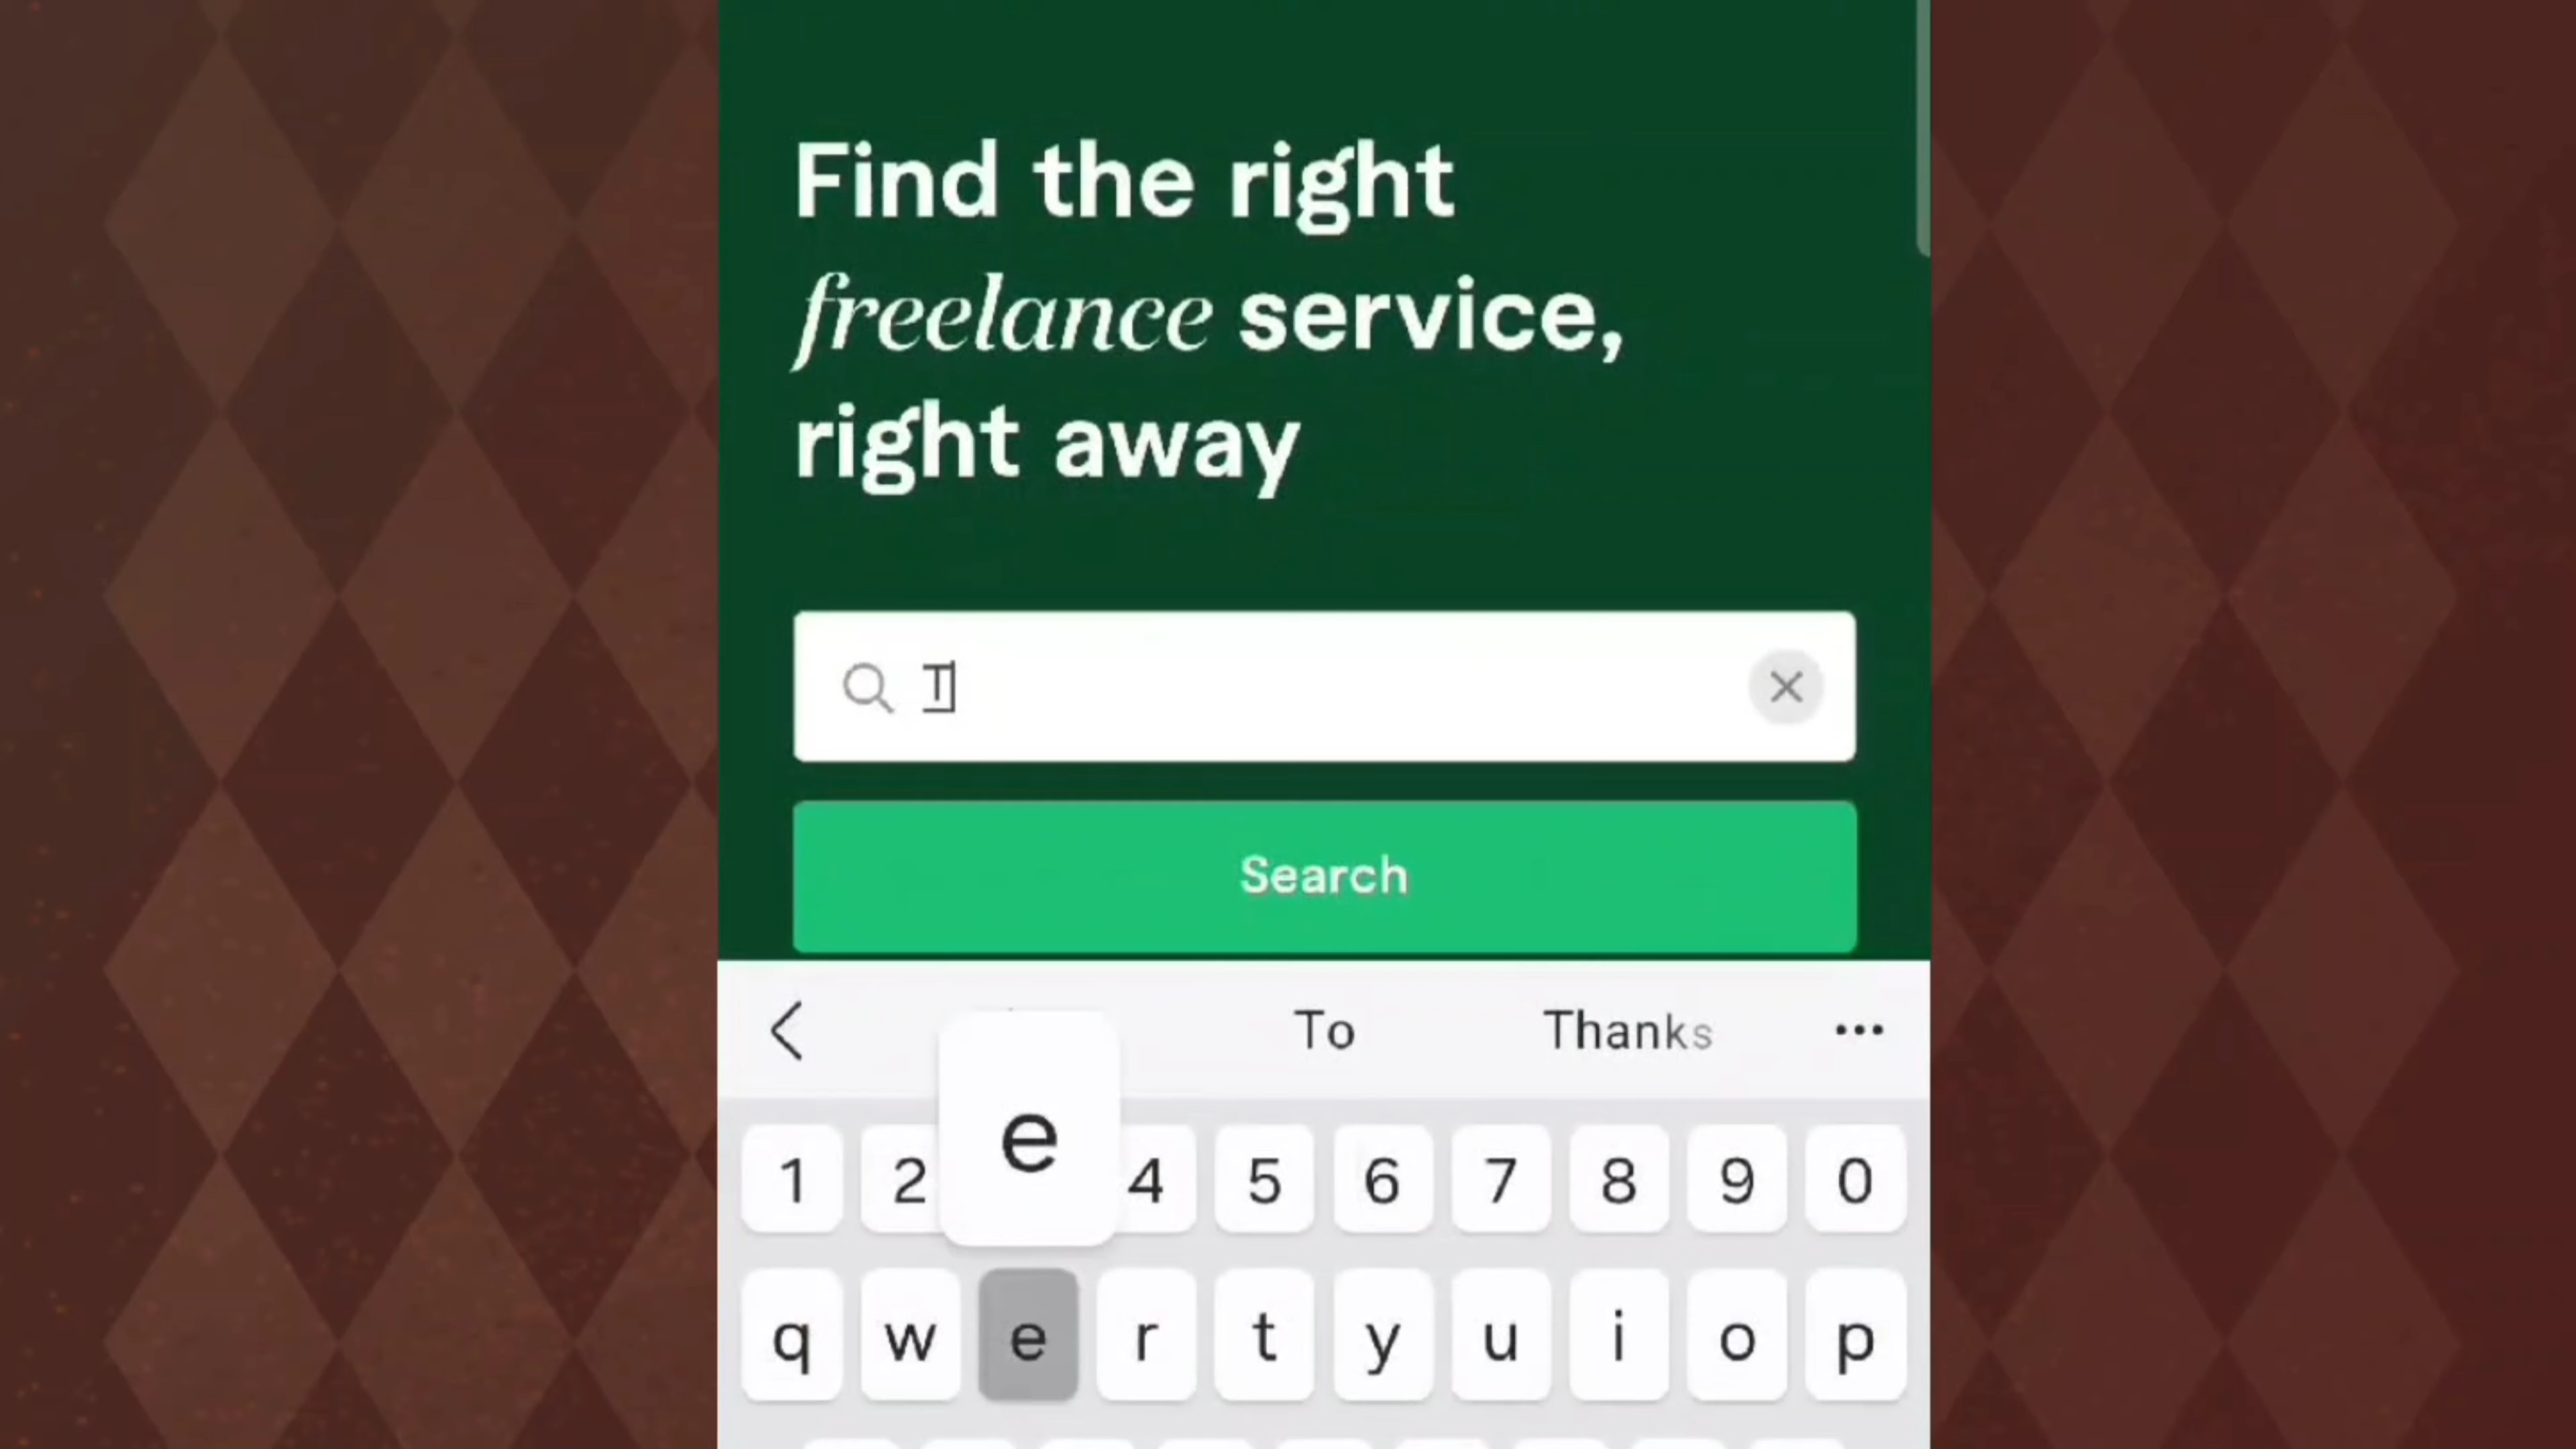 Find the right
freelance service,
right away
T
Search
To Thanks
e
1 2 4 5 6 7 8 9 0
q w e r t y u i o p